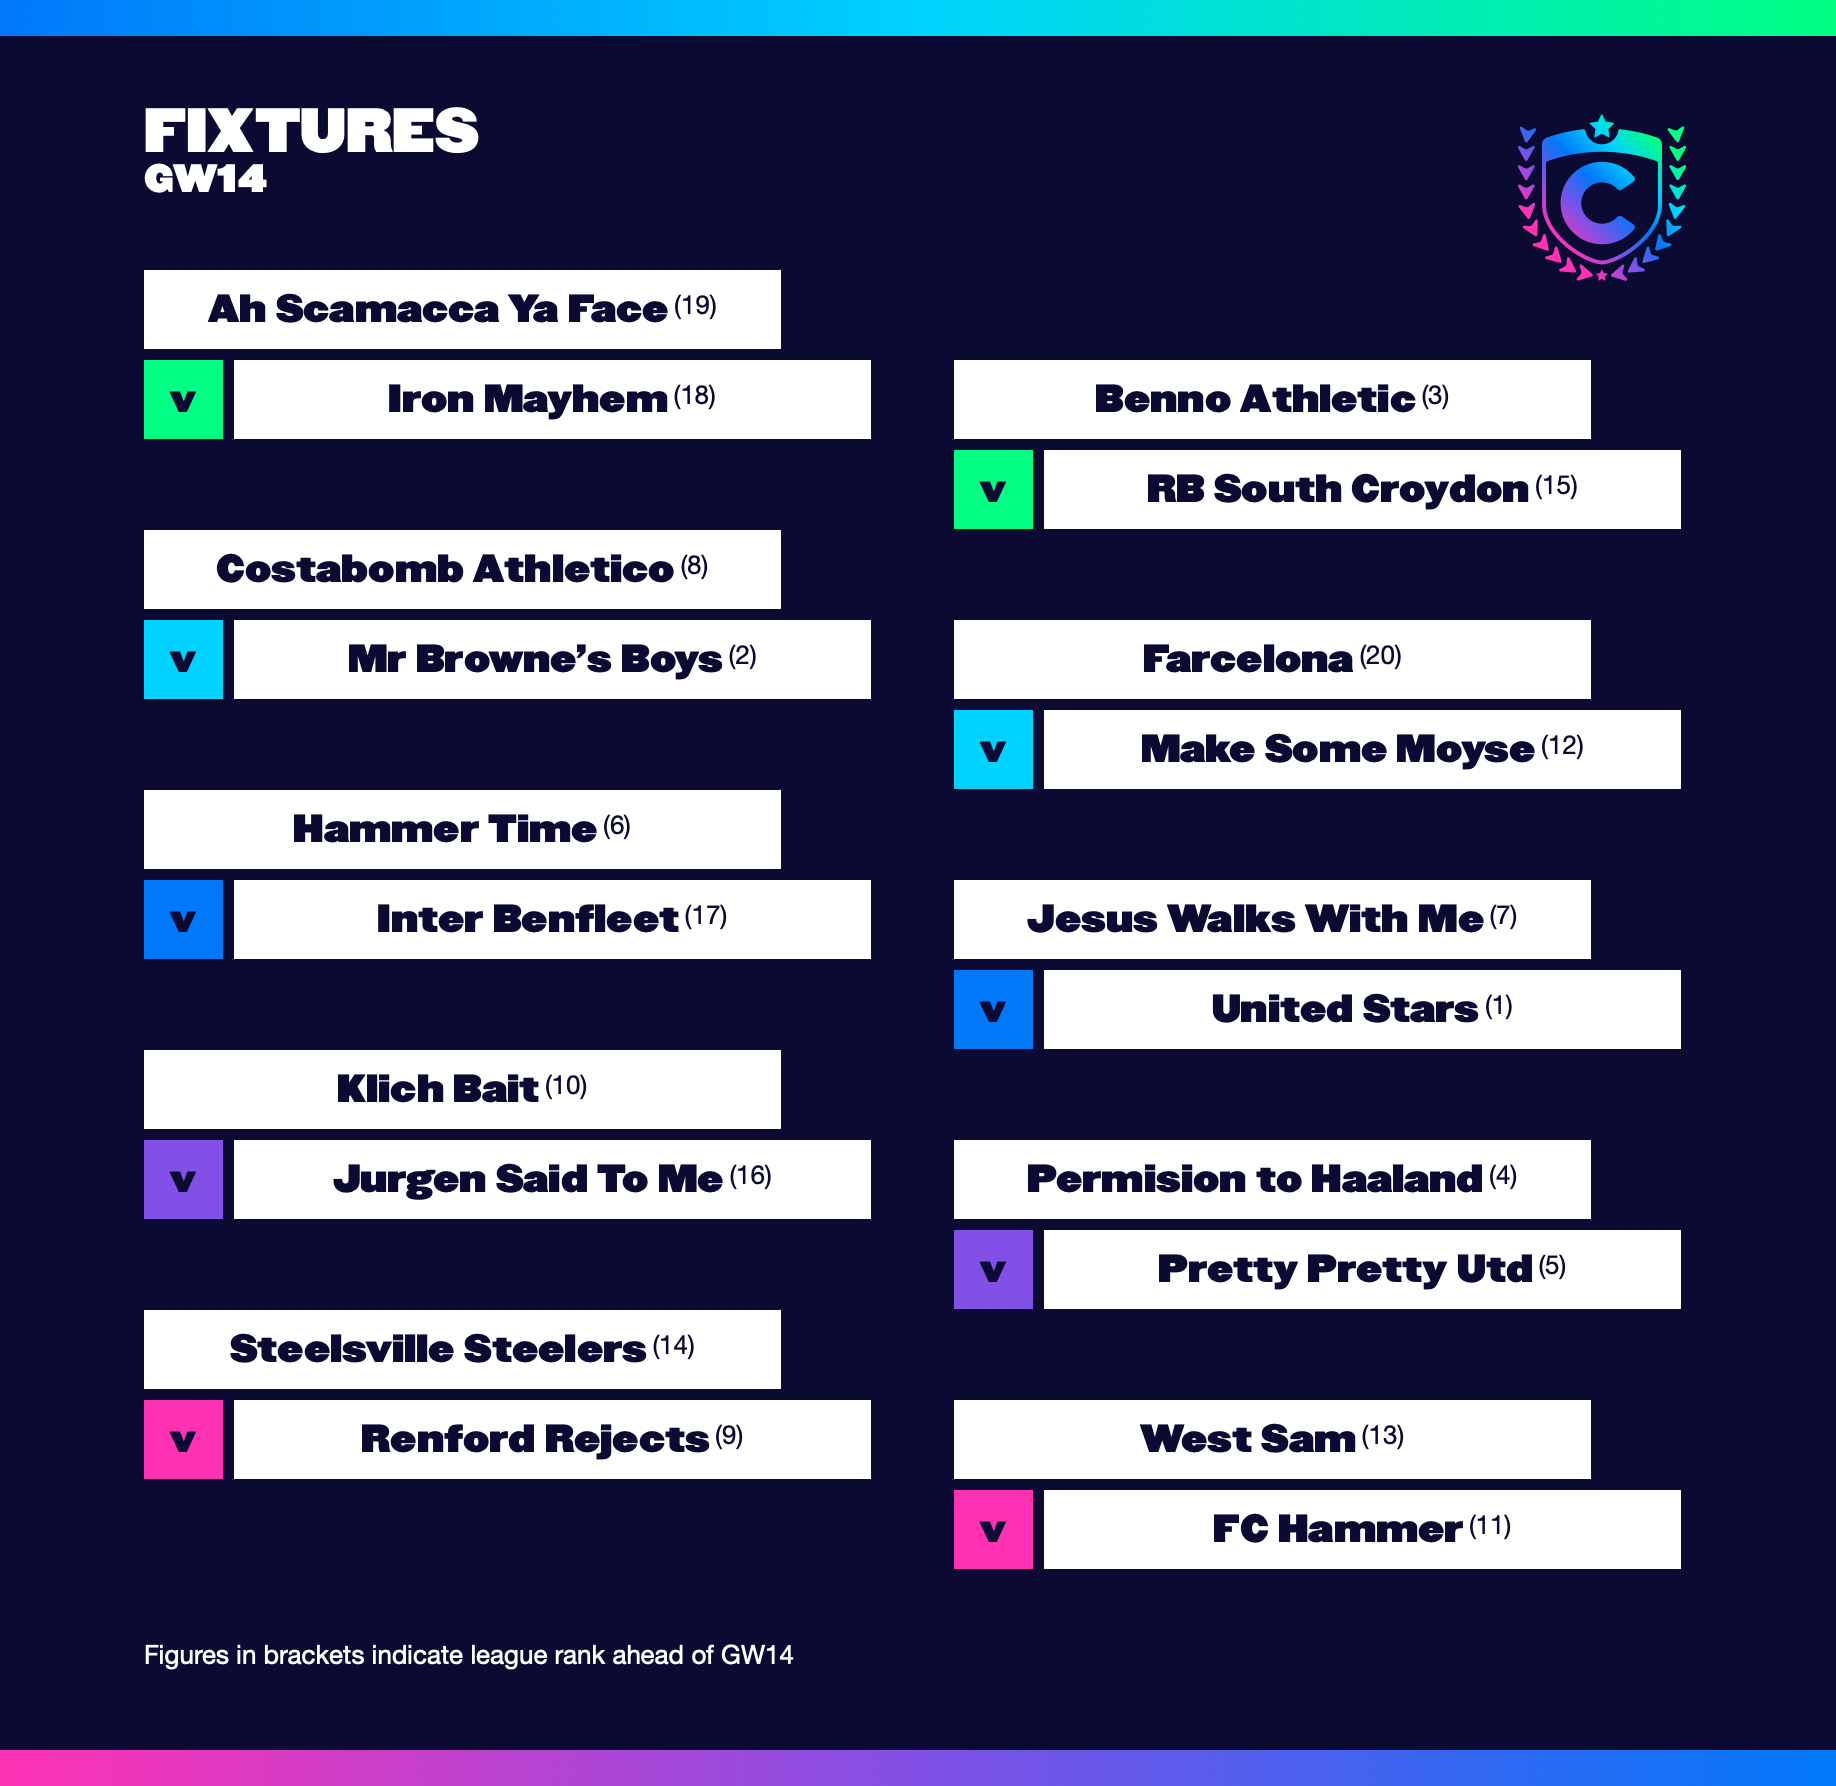 FIXTURES
GW14
Ah Scamacca Ya Face (19)
v Iron Mayhem (18)
Benno Athletic (3)
v RB South Croydon (15)
Costabomb Athletico (8)
v Mr Browne’s Boys (2)
Farcelona (20)
v Make Some Moyse (12)
Hammer Time (6)
v Inter Benfleet (17)
Jesus Walks With Me (7)
v United Stars (1)
Klich Bait (10)
v Jurgen Said To Me (16)
Permision to Haaland (4)
v Pretty Pretty Utd (5)
Steelsville Steelers (14)
v Renford Rejects (9)
West Sam (13)
v FC Hammer (11)
Figures in brackets indicate league rank ahead of GW14
C